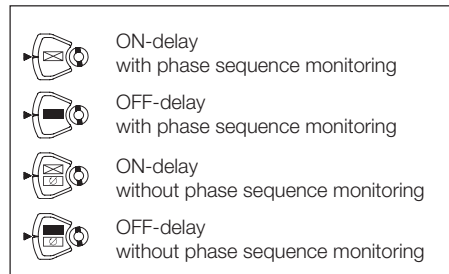 ON-delay
with phase sequence monitoring
OFF-delay
with phase sequence monitoring
ON-delay
without phase sequence monitoring
OFF-delay
without phase sequence monitoring